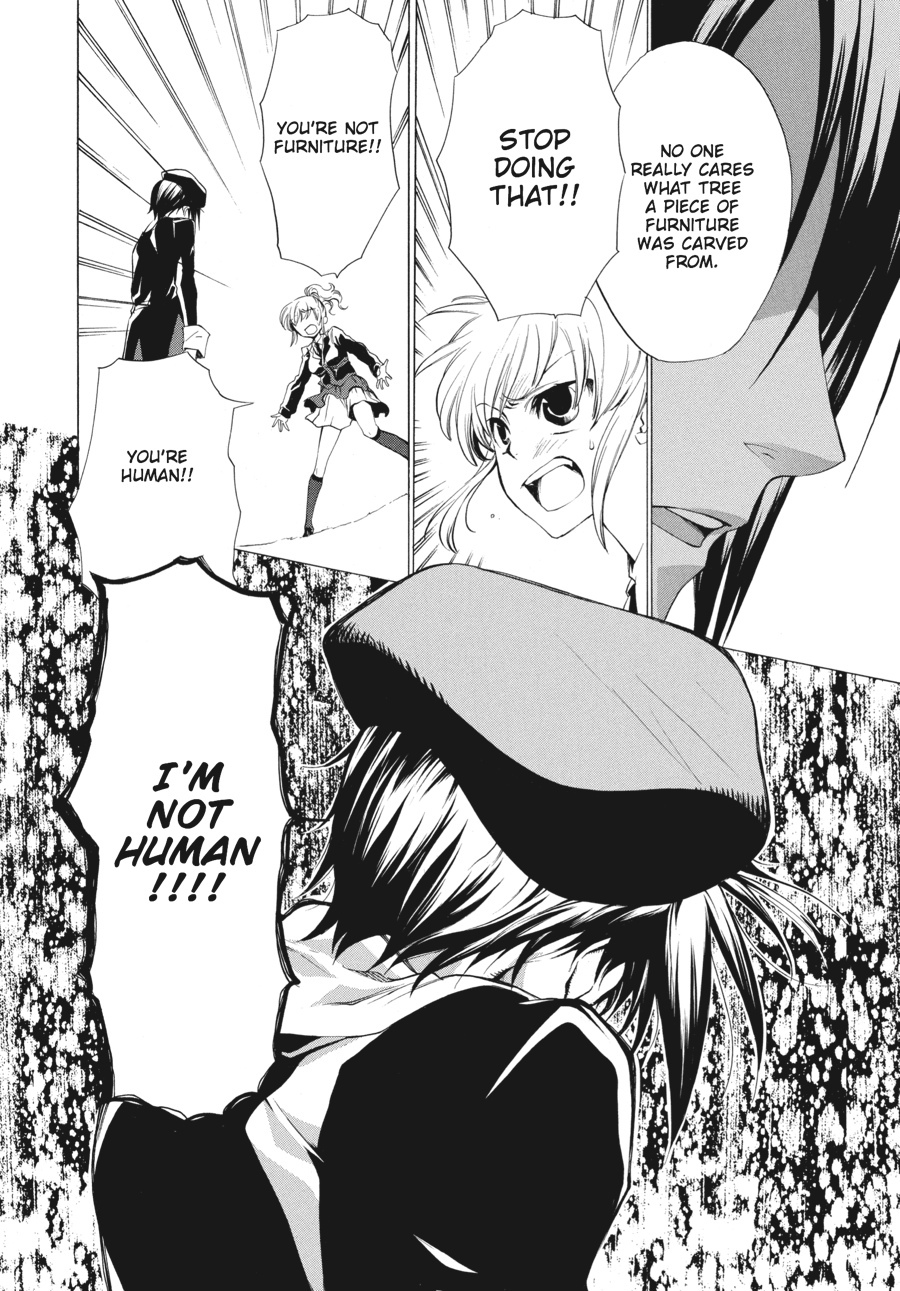 NO ONE
REALLY CARES
WHAT TREE
A PIECE OF
FURNITURE
WAS CARVED
FROM.
STOP
DOING
THAT!!
YOU'RE NOT
FURNITURE!!
YOU'RE
HUMAN!!
I'M
NOT
HUMAN
!!!!